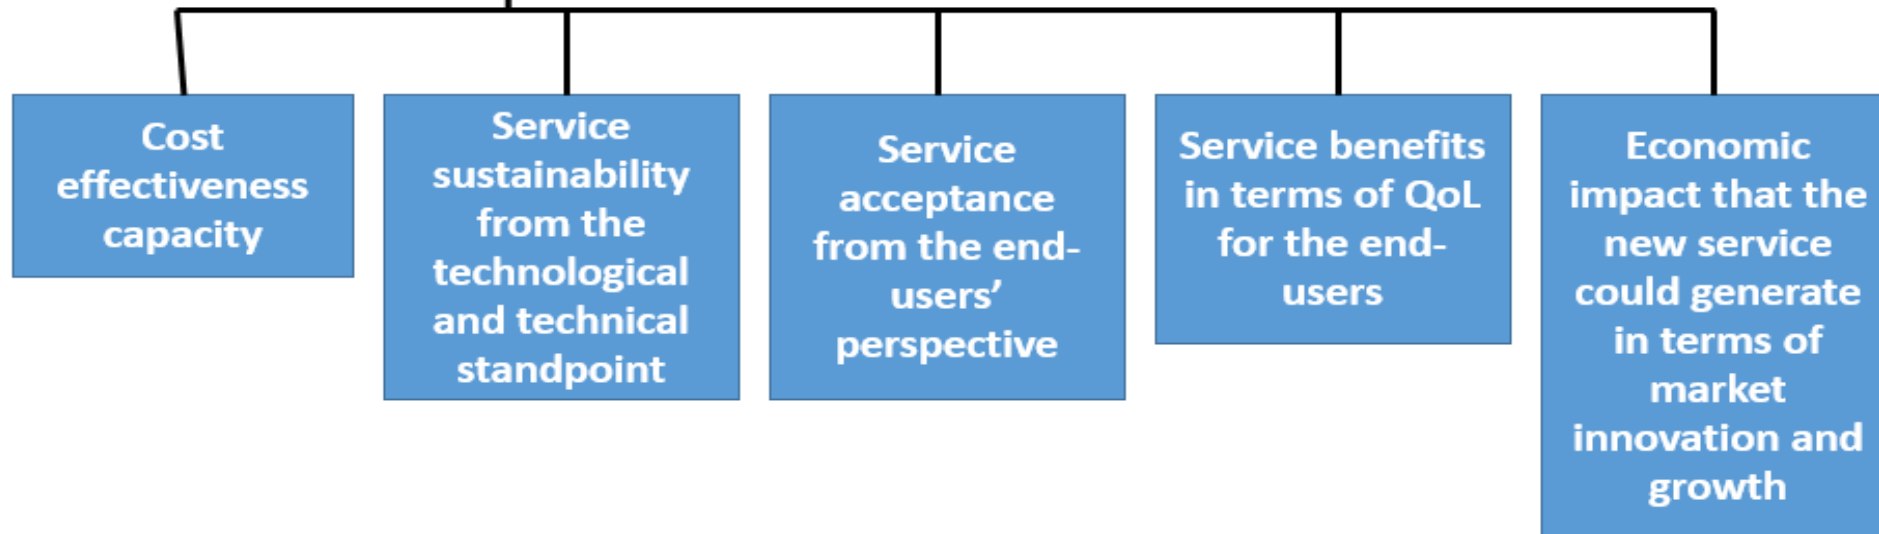 Cost
effectiveness
capacity
Service
sustainability
from the
technological
and technical
standpoint
Service
acceptance
from the end-
users’
perspective
Service benefits
in terms of QoL
for the end-
users
Economic
impact that the
new service
could generate
in terms of
market
innovation and
growth